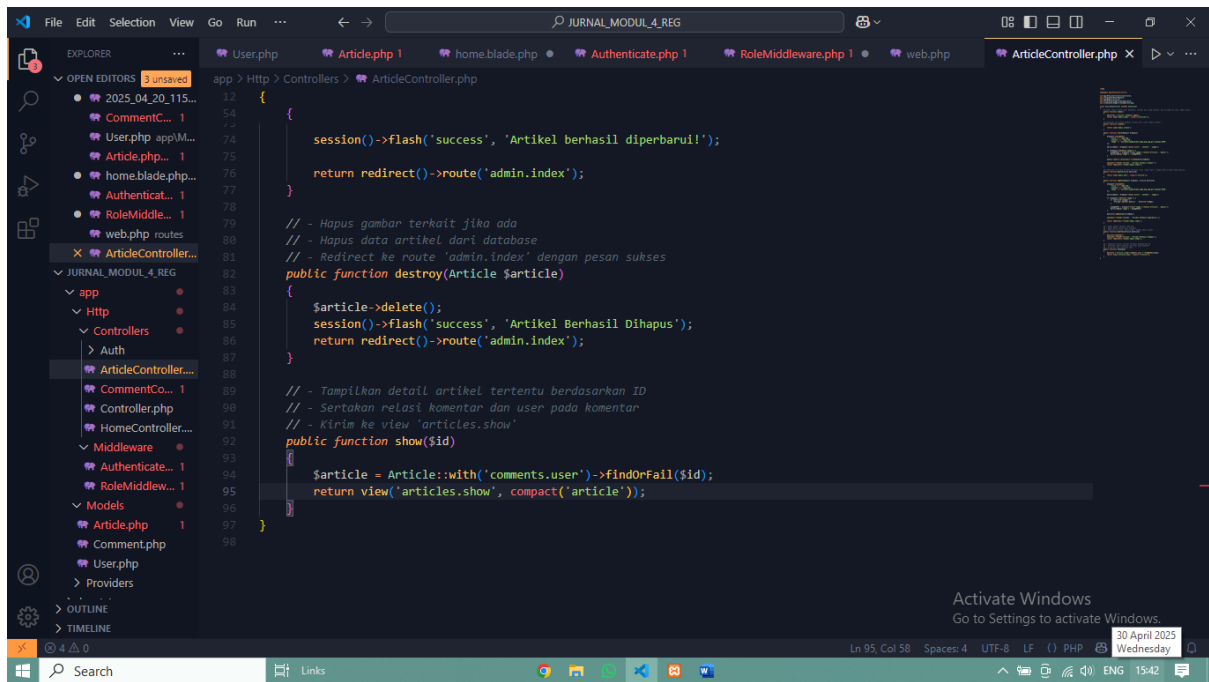 File Edit Selection View Go Run ··· ← → JURNAL_MODUL_4_REG
EXPLORER ···
OPEN EDITORS 3 unsaved
2025_04_20_115...
CommentC... 1
User.php app\M...
Article.php... 1
home.blade.php...
Authenticat... 1
RoleMiddle... 1
web.php routes
ArticleController...
JURNAL_MODUL_4_REG
app
Http
Controllers
Auth
ArticleController....
CommentCo... 1
Controller.php
HomeController....
Middleware
Authenticate... 1
RoleMiddlew... 1
Models
Article.php 1
Comment.php
User.php
Providers
OUTLINE
TIMELINE
User.php Article.php 1 home.blade.php Authenticate.php 1 RoleMiddleware.php 1 web.php ArticleController.php
app > Http > Controllers > ArticleController.php
12 {
54 {
74 session()->flash('success', 'Artikel berhasil diperbarui!');
75
76 return redirect()->route('admin.index');
77 }
78
79 // - Hapus gambar terkait jika ada
80 // - Hapus data artikel dari database
81 // - Redirect ke route 'admin.index' dengan pesan sukses
82 public function destroy(Article $article)
83 {
84 $article->delete();
85 session()->flash('success', 'Artikel Berhasil Dihapus');
86 return redirect()->route('admin.index');
87 }
88
89 // - Tampilkan detail artikel tertentu berdasarkan ID
90 // - Sertakan relasi komentar dan user pada komentar
91 // - Kirim ke view 'articles.show'
92 public function show($id)
93 {
94 $article = Article::with('comments.user')->findOrFail($id);
95 return view('articles.show', compact('article'));
96 }
97 }
98
Activate Windows
Go to Settings to activate Windows.
30 April 2025
Wednesday
4 0 Ln 95, Col 58 Spaces: 4 UTF-8 LF PHP
Search Links ENG 15:42